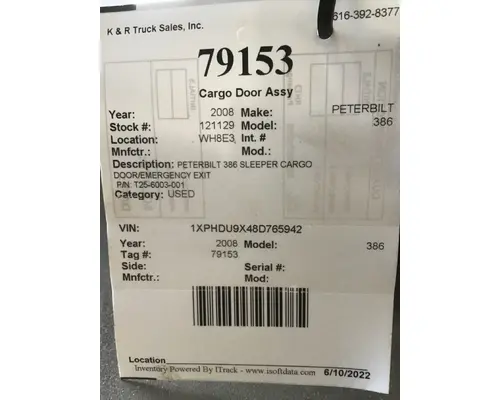 K & R Truck Sales, Inc.
616-392-8377
79153
Cargo Door Assy
Year: 2008 Make: PETERBILT
Stock #: 121129 Model: 386
Location: WH8E3 Int. #
Mnfctr.: Mod.:
Description: PETERBILT 386 SLEEPER CARGO
DOOR/EMERGENCY EXIT
P/N: T25-6003-001
Category: USED
VIN: 1XPHDU9X48D765942
Year: 2008 Model: 386
Tag #: 79153
Side: Serial #:
Mnfctr.: Mod:
Location
Inventory Powered By ITrack - www.isoftdata.com 6/10/2022